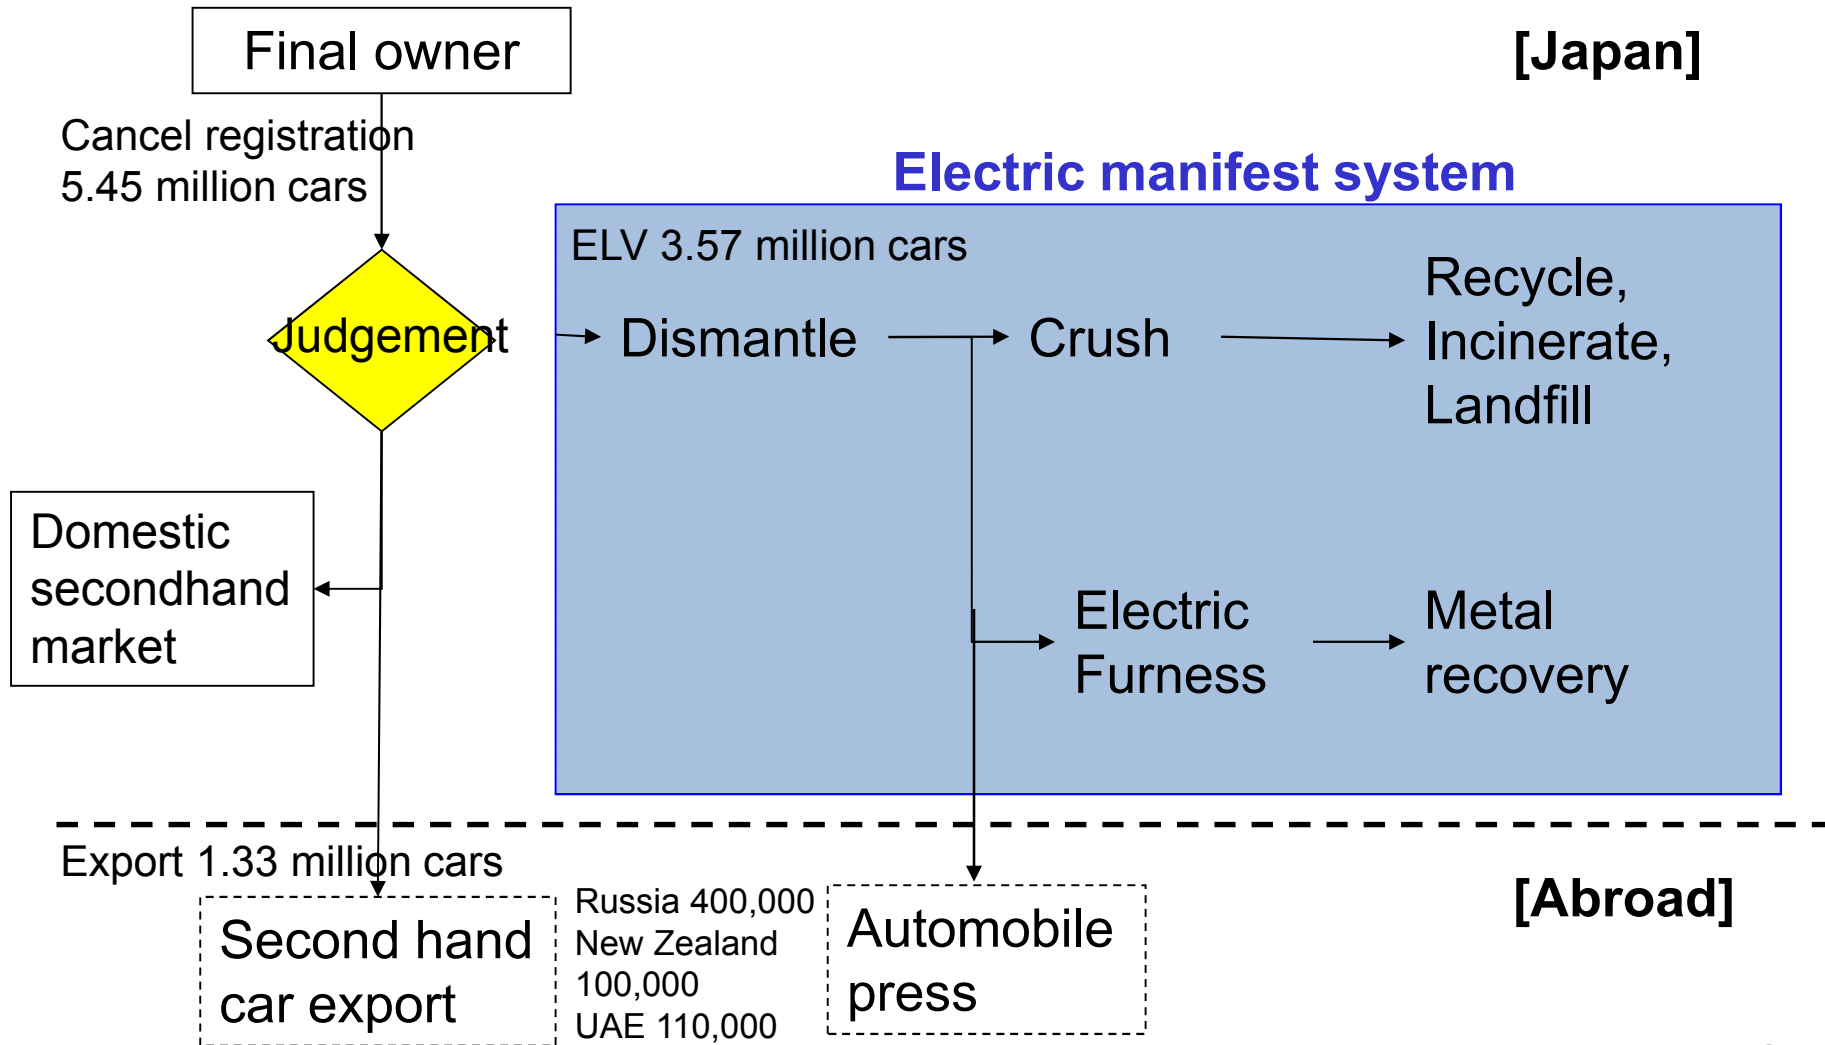 Final owner
[Japan]
Cancel registration
5.45 million cars
Electric manifest system
ELV 3.57 million cars
Judgement
Dismantle
Crush
Recycle,
Incinerate,
Landfill
Domestic
secondhand
market
Electric
Furness
Metal
recovery
Export 1.33 million cars
[Abroad]
Second hand
car export
Russia 400,000
New Zealand
100,000
UAE 110,000
Automobile
press